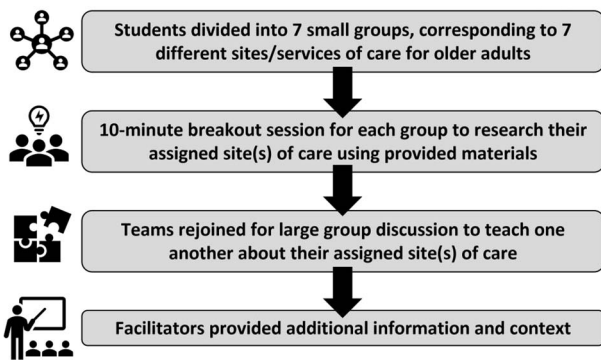 Students divided into 7 small groups, corresponding to 7
different sites/services of care for older adults
10-minute breakout session for each group to research their
assigned site(s) of care using provided materials
Teams rejoined for large group discussion to teach one
another about their assigned site(s) of care
Facilitators provided additional information and context